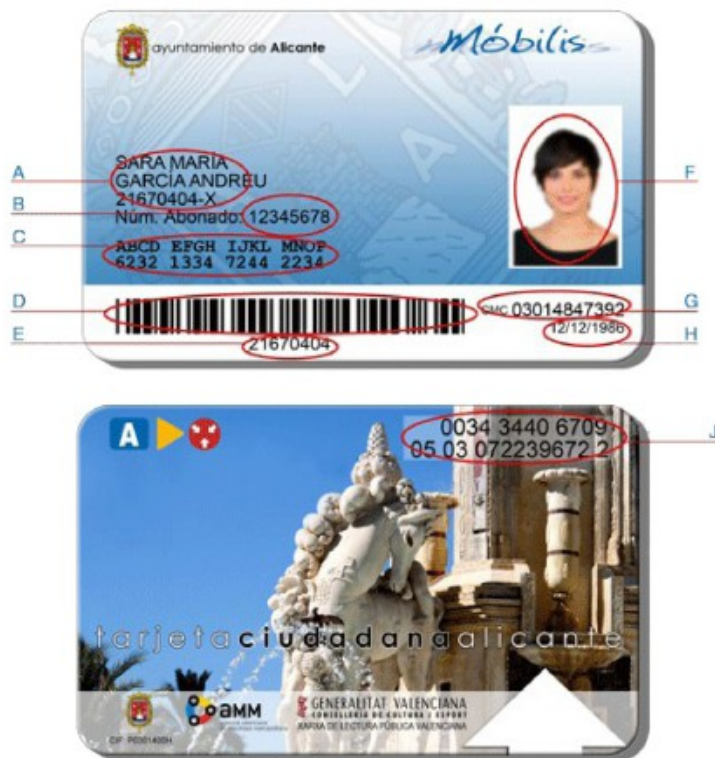 ayuntamiento de Alicante
Móbilis
SARA MARÍA
GARCÍA ANDREU
21670404-X
Núm. Abonado: 12345678
ABCD EFGH IJKL MNOP
6232 1334 7244 2234
CMC 03014847392
12/12/1986
21670404
A
B
C
D
E
F
G
H
A
0034 3440 6709
05 03 072239672 2
J
tarjetaciudadanaalicante
aMM
GENERALITAT VALENCIANA
CONSELLERIA DE CULTURA I ESPORT
XARXA DE LECTURA PÚBLICA VALENCIANA
CIF P0301400H